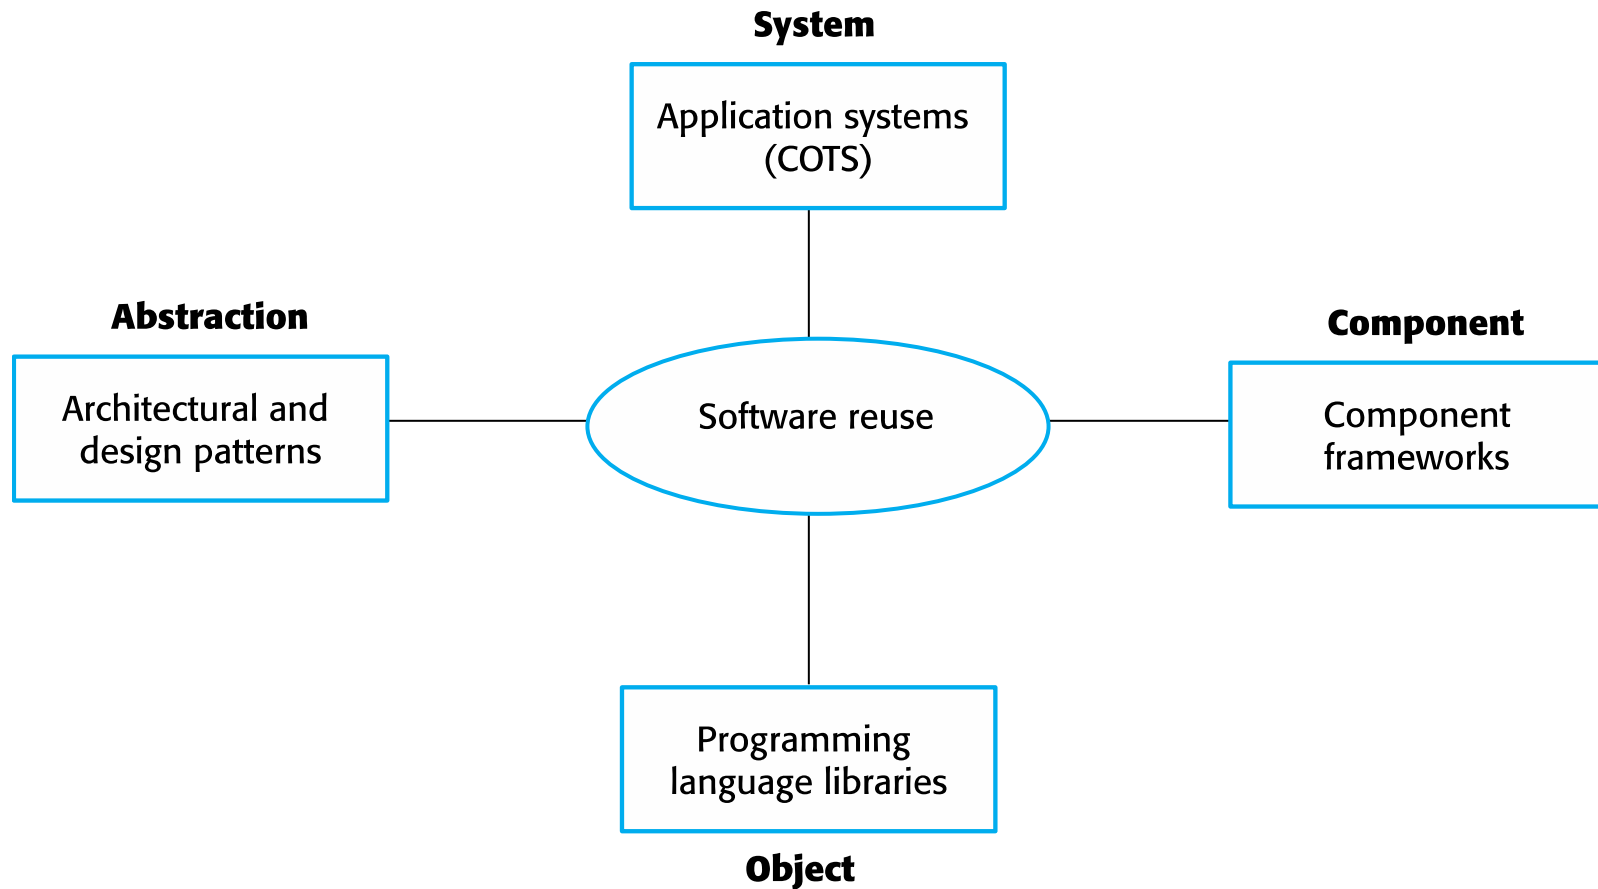 System
Application systems
(COTS)
Abstraction
Architectural and
design patterns
Software reuse
Component
Component
frameworks
Programming
language libraries
Object